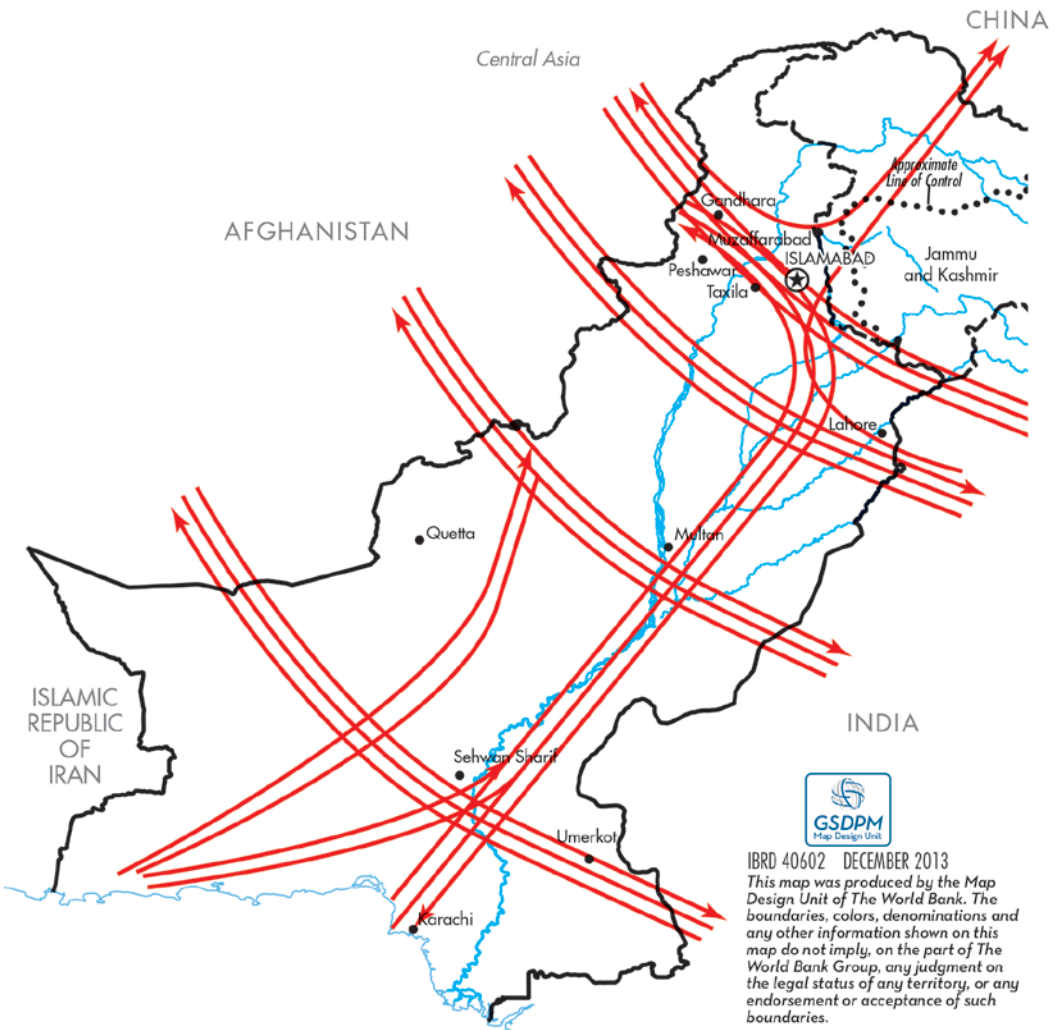 CHINA
Central Asia
Approximate
Line of Control
Gandhara
AFGHANISTAN
Muzaffarabad
ISLAMABAD
Jammu
and Kashmir
Peshawar
Taxila
Lahore
Quetta
Multan
ISLAMIC
REPUBLIC
OF
IRAN
INDIA
Sehwan Sharif
GSDPM
Map Design Unit
Umerkot
IBRD 40602 DECEMBER 2013
This map was produced by the Map
Design Unit of The World Bank. The
boundaries, colors, denominations and
any other information shown on this
map do not imply, on the part of The
World Bank Group, any judgment on
the legal status of any territory, or any
endorsement or acceptance of such
boundaries.
Karachi